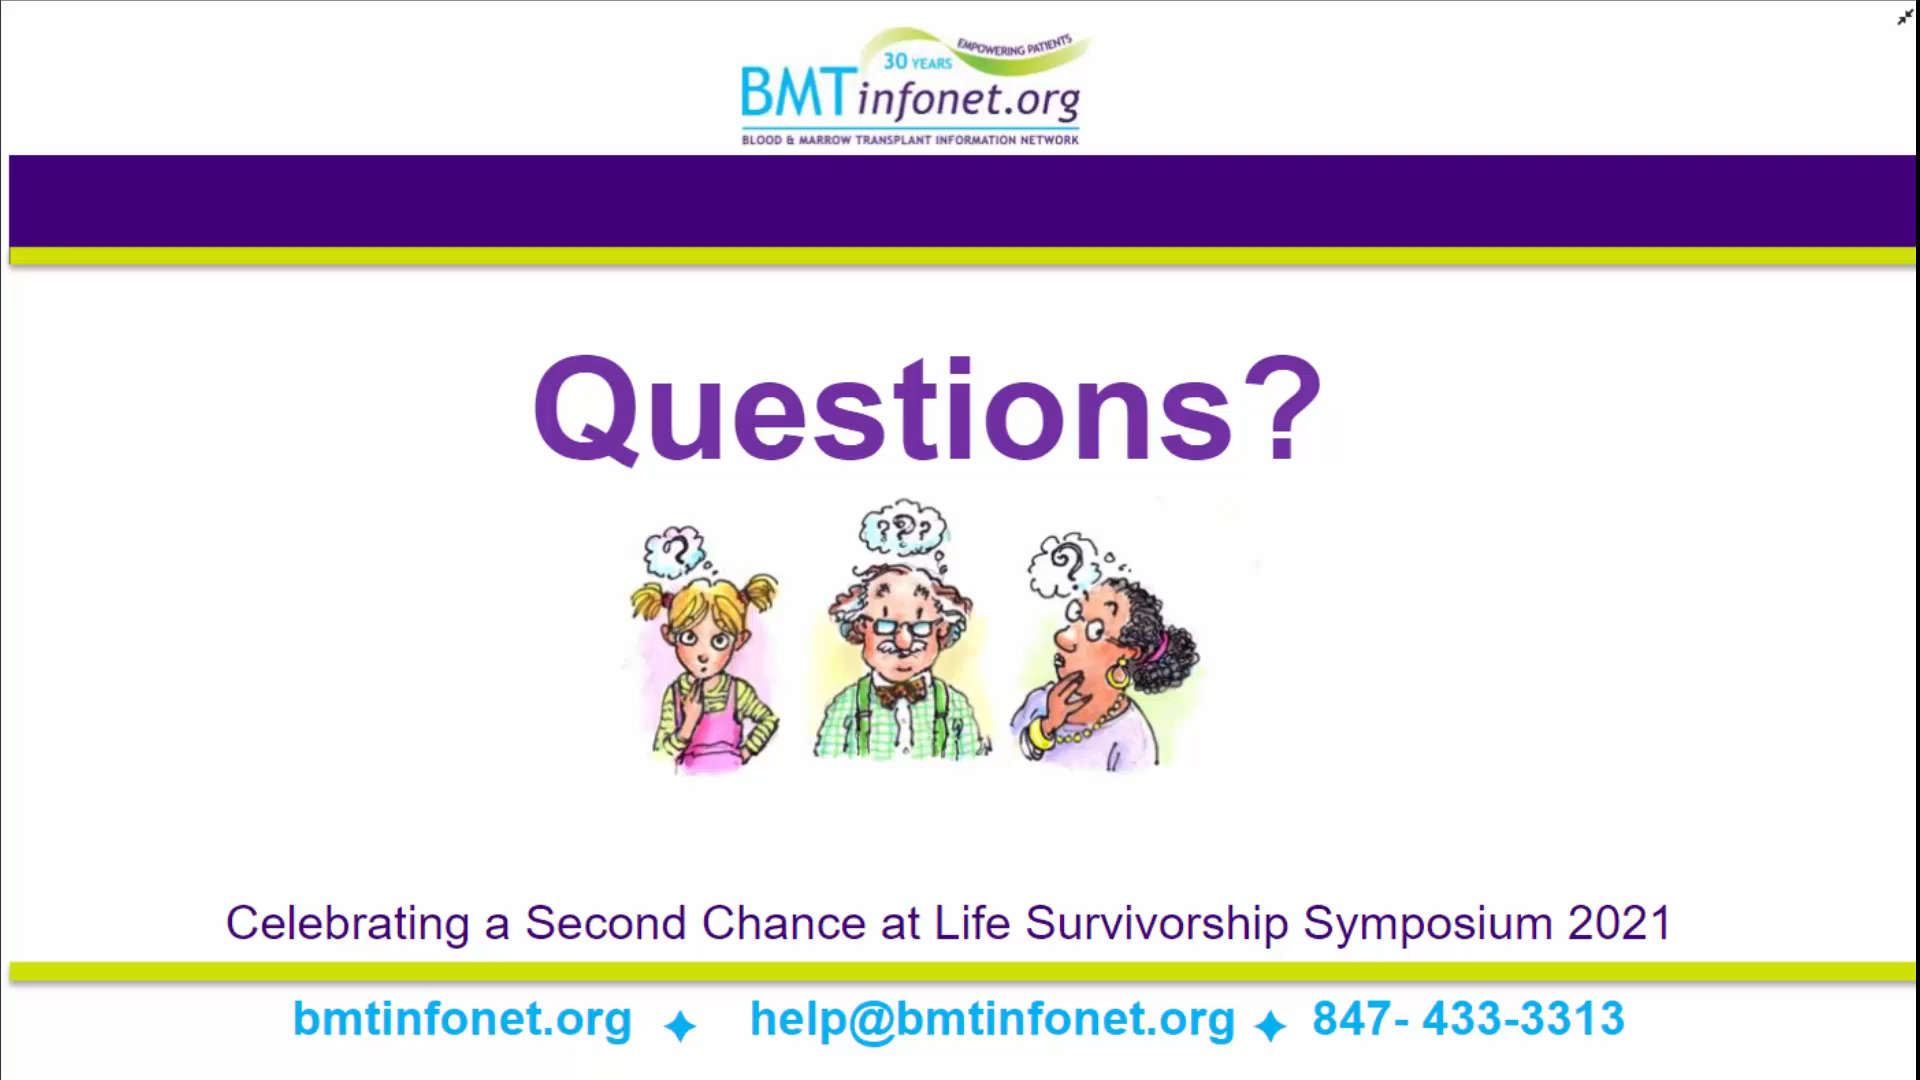 EMPOWERING PATIENTS
30 YEARS
BMTinfonet.org
BLOOD & MARROW TRANSPLANT INFORMATION NETWORK
Questions?
?
???
?
Celebrating a Second Chance at Life Survivorship Symposium 2021
bmtinfonet.org ✦ help@bmtinfonet.org ✦ 847- 433-3313